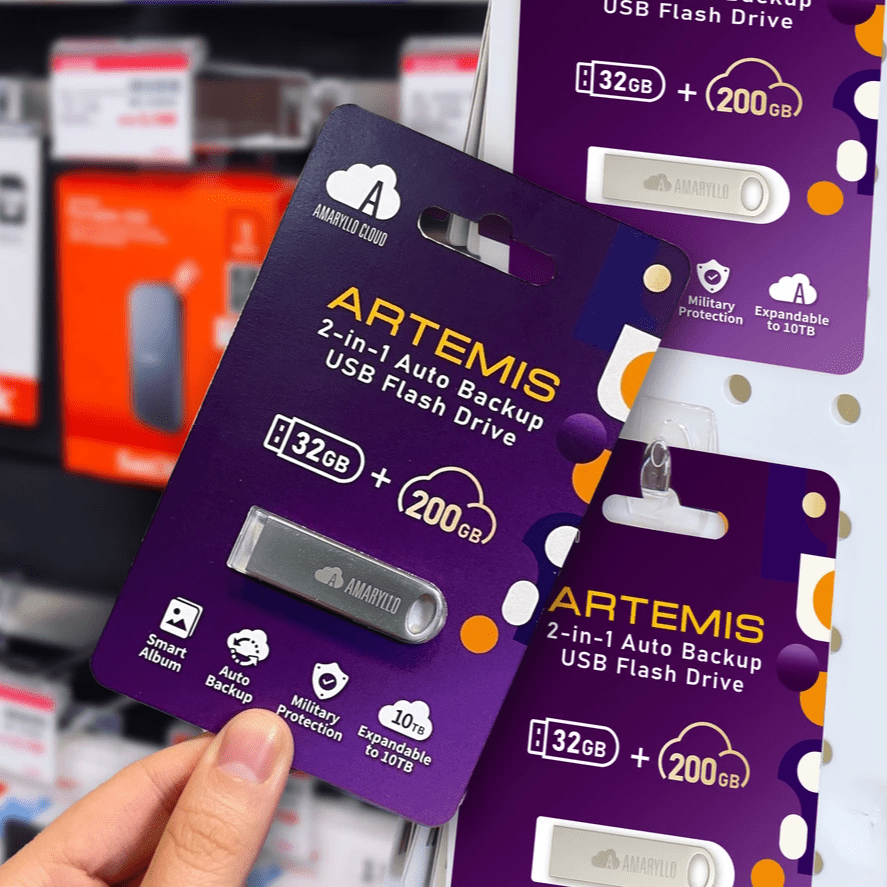 AMARYLLO CLOUD
ARTEMIS
2-in-1 Auto Backup
USB Flash Drive
32GB + 200GB
A AMARYLLO
Smart
Album
Auto
Backup
Military
Protection
10TB
Expandable
to 10TB
USB Flash Drive
32GB + 200GB
A AMARYLLO
Military
Protection
A
Expandable
to 10TB
ARTEMIS
2-in-1 Auto Backup
USB Flash Drive
32GB + 200GB
A AMARYLLO